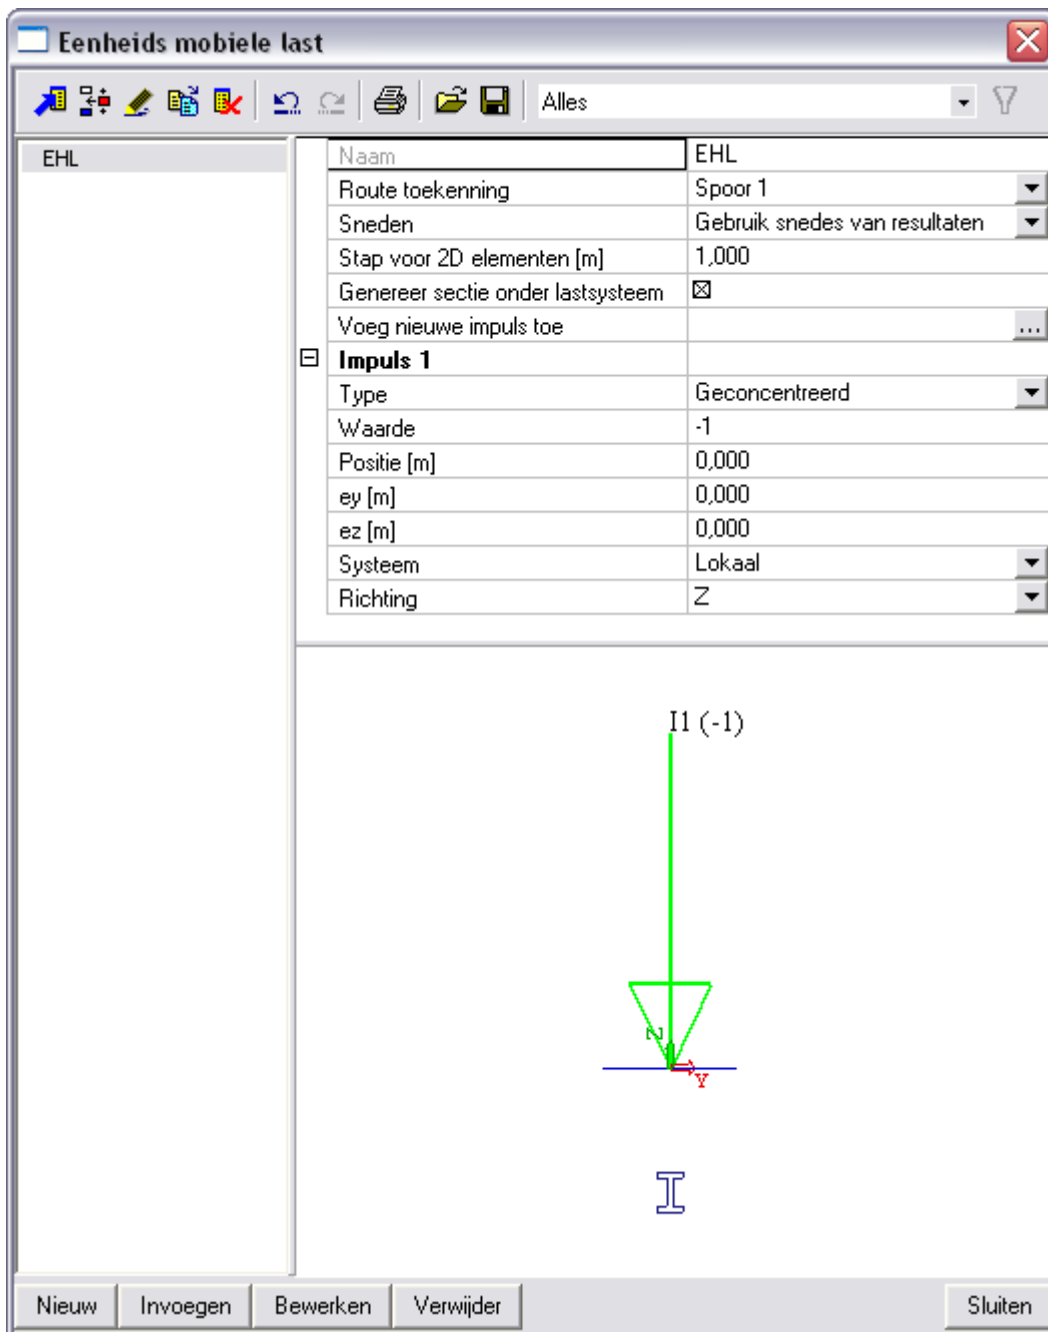 Eenheids mobiele last
Alles
EHL
Naam EHL
Route toekenning Spoor 1
Sneden Gebruik snedes van resultaten
Stap voor 2D elementen [m] 1,000
Genereer sectie onder lastsysteem
Voeg nieuwe impuls toe ...
Impuls 1
Type Geconcentreerd
Waarde -1
Positie [m] 0,000
ey [m] 0,000
ez [m] 0,000
Systeem Lokaal
Richting Z
I1 (-1)
Z
Y
Nieuw Invoegen Bewerken Verwijder Sluiten